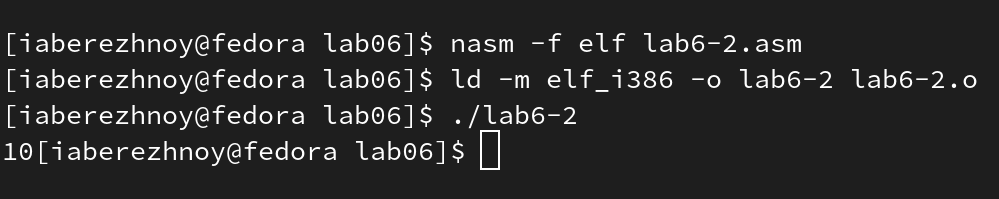 [iaberezhnoy@fedora lab06]$ nasm -f elf lab6-2.asm
[iaberezhnoy@fedora lab06]$ ld -m elf_i386 -o lab6-2 lab6-2.o
[iaberezhnoy@fedora lab06]$ ./lab6-2
10[iaberezhnoy@fedora lab06]$